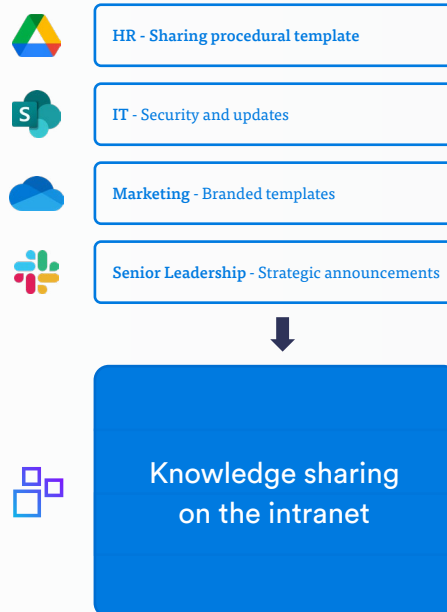 HR - Sharing procedural template
S
IT - Security and updates
Marketing - Branded templates
Senior Leadership - Strategic announcements
Knowledge sharing
on the intranet